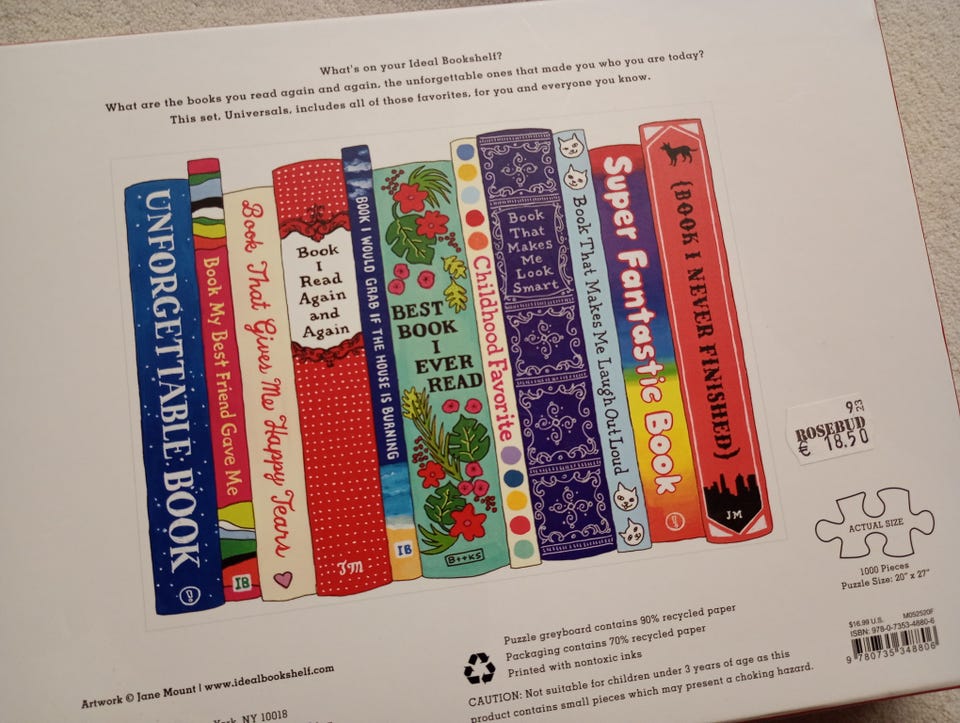 What's on your Ideal Bookshelf?
What are the books you read again and again, the unforgettable ones that made you who you are today?
This set, Universals, includes all of those favorites, for you and everyone you know.
UNFORGETTABLE BOOK
Book My Best Friend Gave Me
IB
Book That Gives Me Happy Tears
Book
I
Read
Again
and
Again
JM
BOOK I WOULD GRAB IF THE HOUSE IS BURNING
IB
BEST
BOOK
I
EVER
READ
B++KS
Childhood Favorite
Book
That
Makes
Me
Look
Smart
Book That Makes Me Laugh Out Loud
Super Fantastic Book
{BOOK I NEVER FINISHED}
JM
9 23
ROSEBUD
€ 18.50
ACTUAL SIZE
1000 Pieces
Puzzle Size: 20" x 27"
$16.99 U.S. M052520F
ISBN: 978-0-7353-4880-6
9 780735 348806
Puzzle greyboard contains 90% recycled paper
Packaging contains 70% recycled paper
Printed with nontoxic inks
CAUTION: Not suitable for children under 3 years of age as this
product contains small pieces which may present a choking hazard.
Artwork © Jane Mount | www.idealbookshelf.com
York, NY 10018